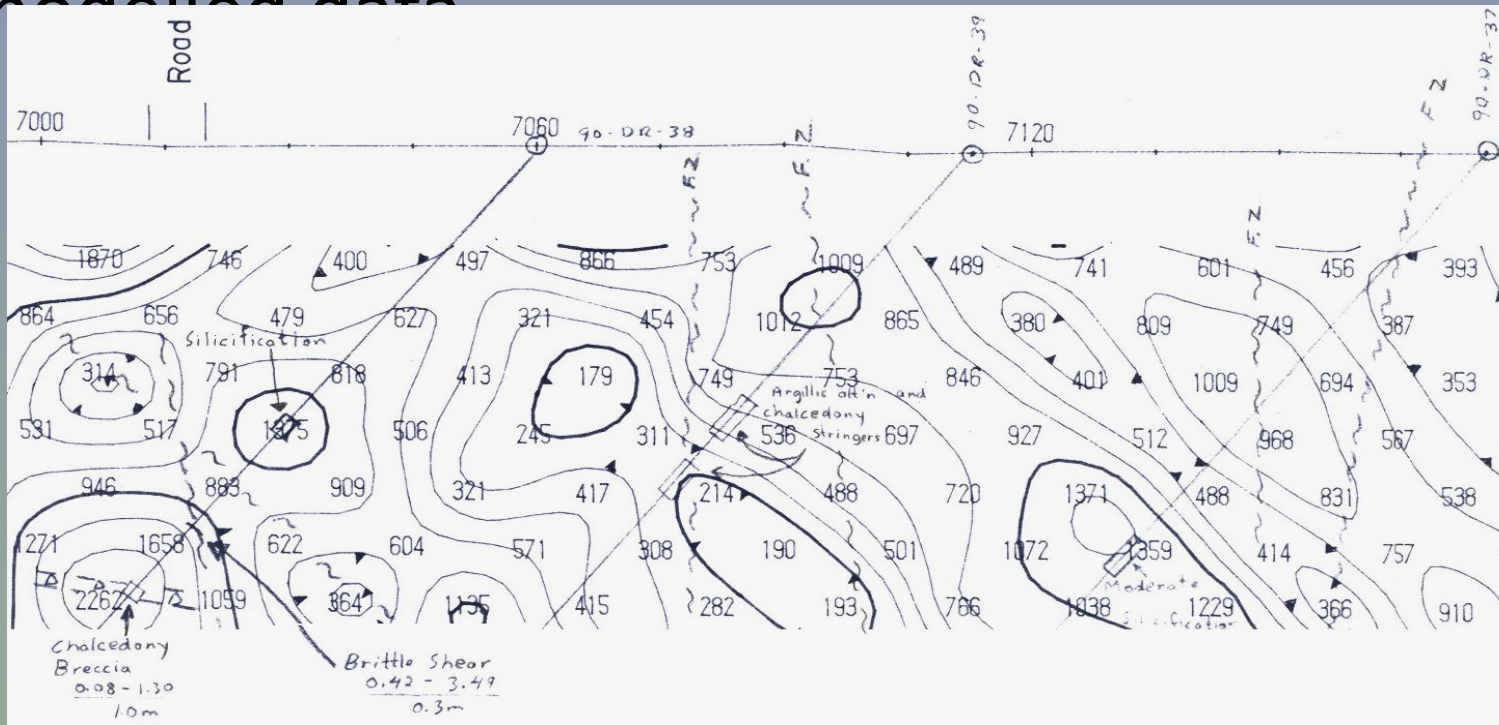 modeling data
Road
90-DR-39
90-DR-37
7000
7060
90-DR-38
7120
F.Z
F.Z.
F.Z
F.Z
1870 746 400 497 866 753 1009 489 741 601 456 393
864 656 479 627 321 454 1012 865 380 809 749 387
Silicification
314 791 818 413 179 749 753 846 401 1009 694 353
Argillic alt'n and
chalcedony
stringers
531 517 1375 506 245 311 536 697 927 512 968 567
946 883 909 321 417 214 488 720 1371 488 831 538
1271 1658 622 604 571 308 190 501 1072 1359 414 757
2262 1059 364 1135 415 282 193 766 1038 1229 366 910
Moderate
Silicification
Chalcedony
Breccia
0.08-1.30
1.0m
Brittle Shear
0.42 - 3.49
0.3m